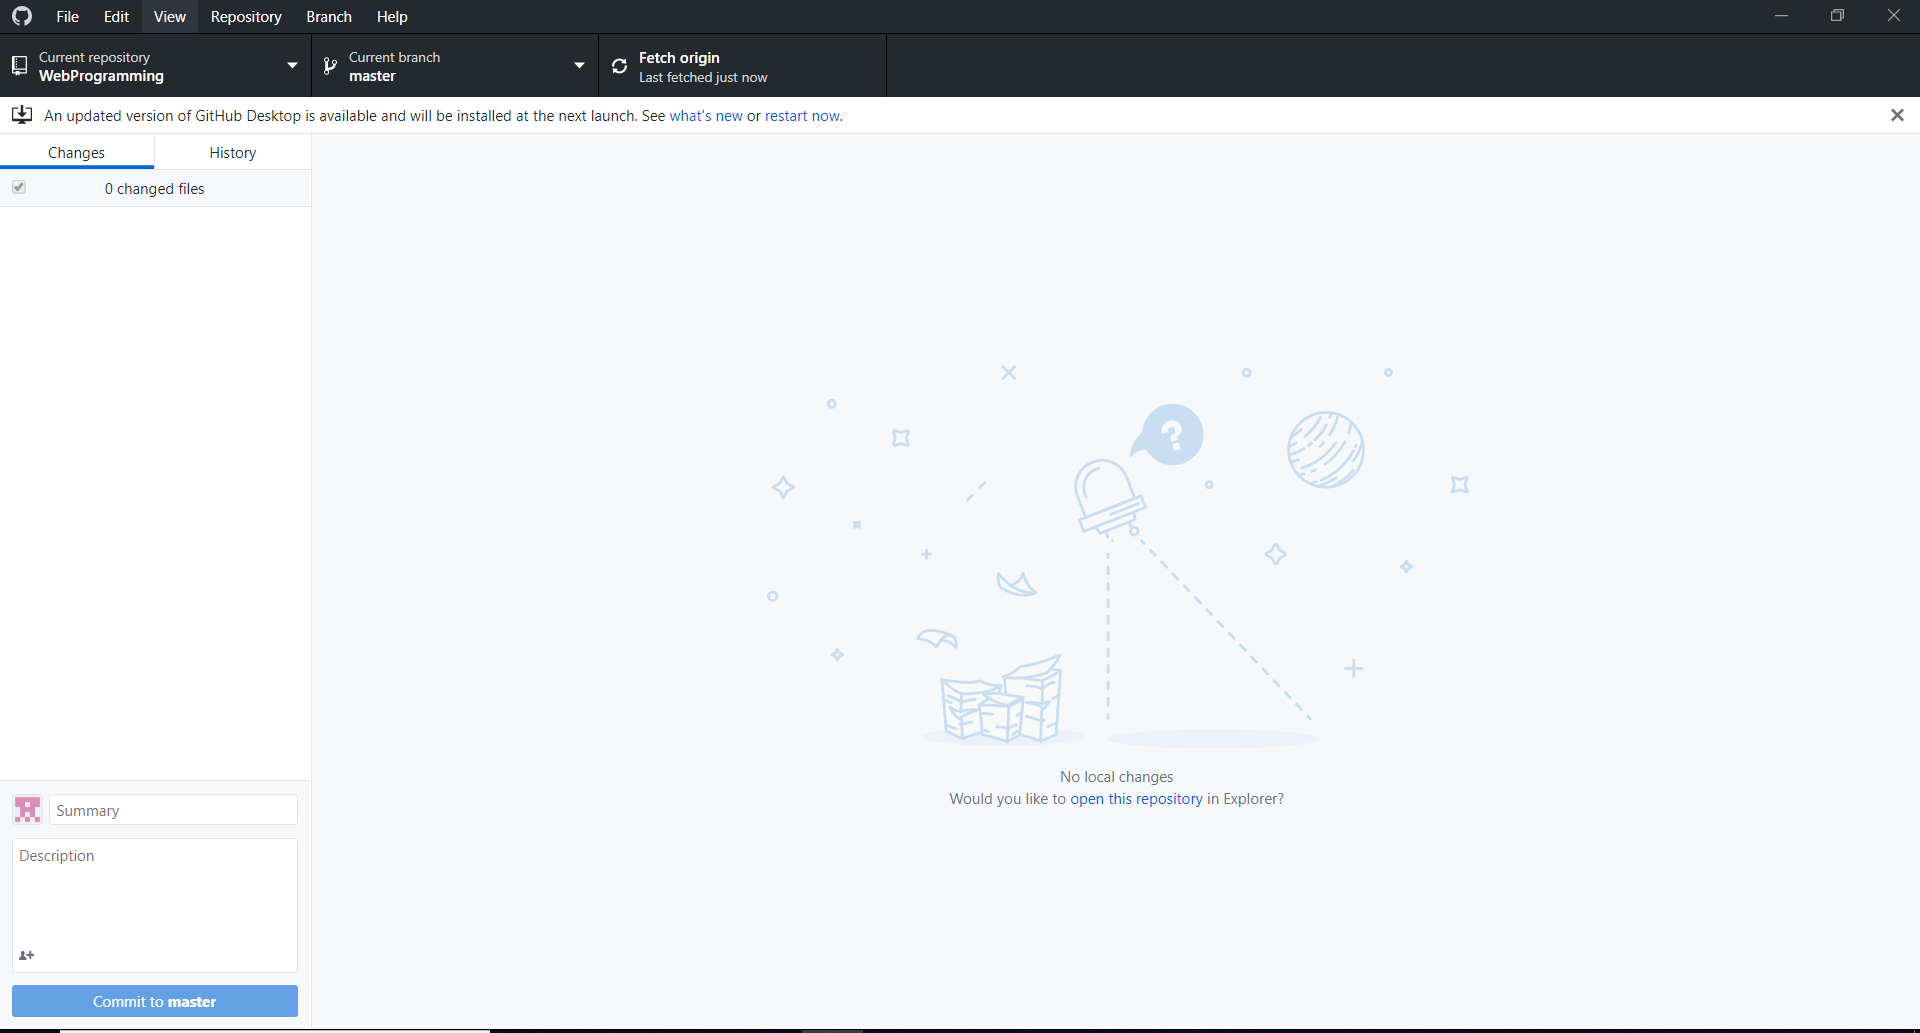 File Edit View Repository Branch Help
Current repository
WebProgramming
Current branch
master
Fetch origin
Last fetched just now
An updated version of GitHub Desktop is available and will be installed at the next launch. See what's new or restart now.
Changes History
0 changed files
?
No local changes
Would you like to open this repository in Explorer?
Summary
Description
Commit to master